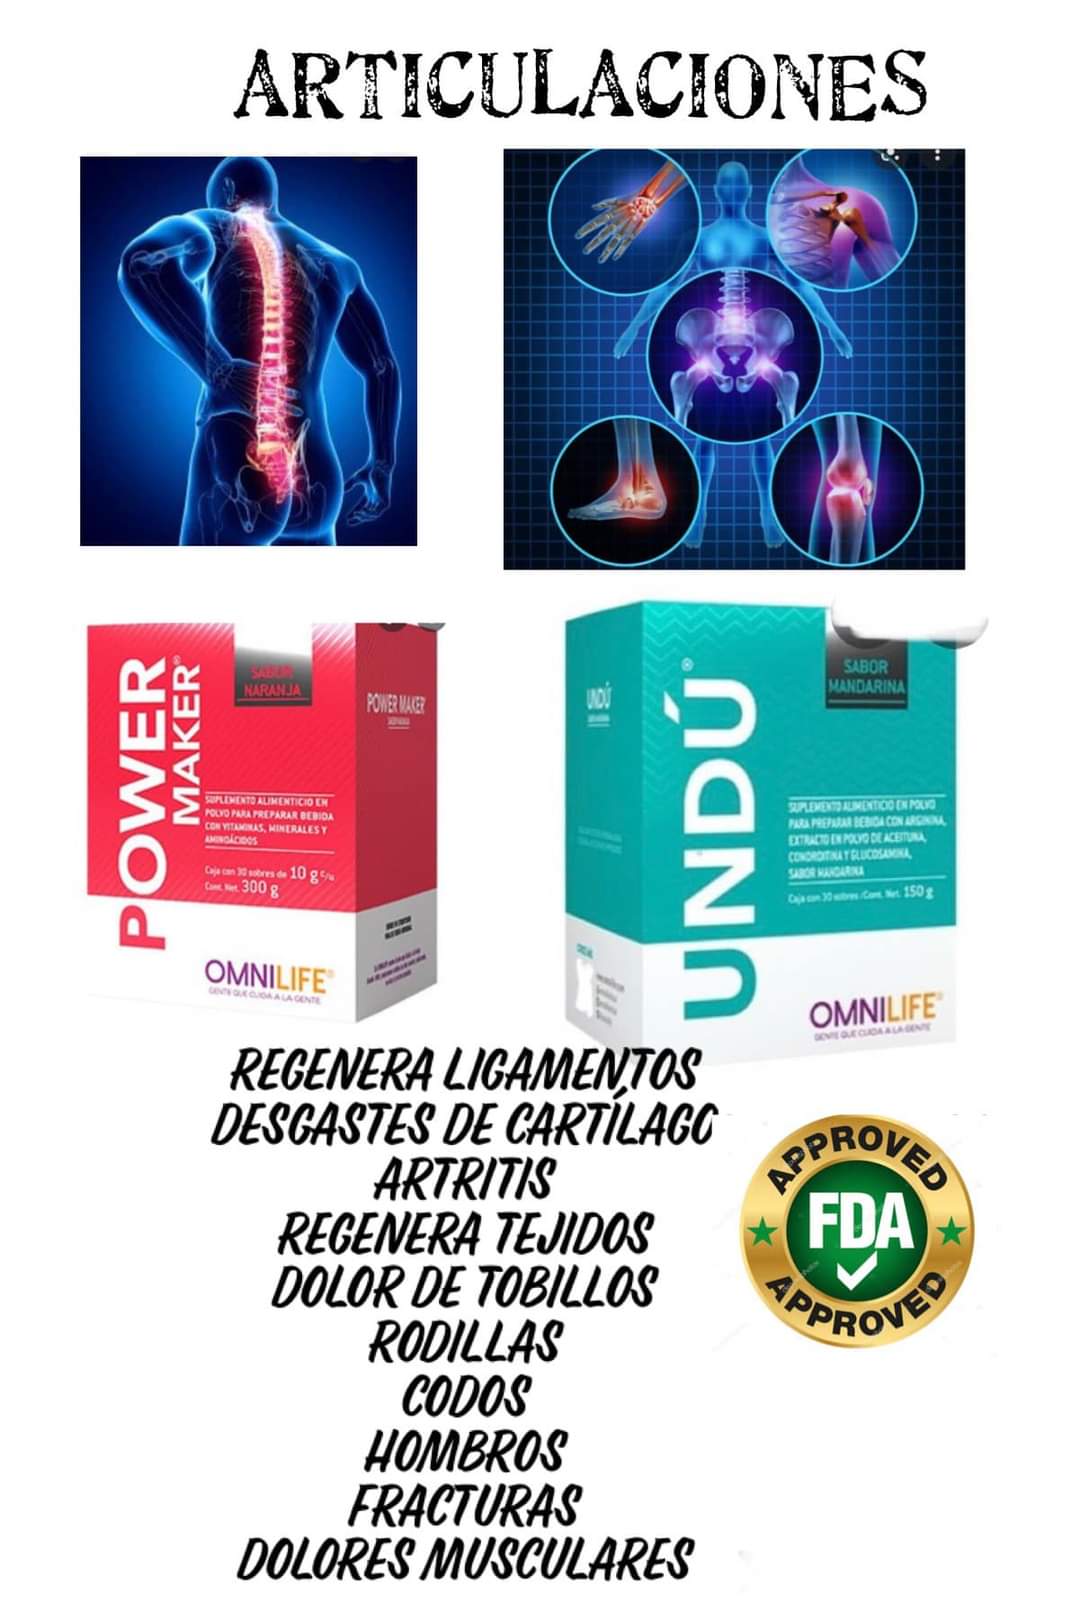 ARTICULACIONES
POWER
MAKER®
SABOR
NARANJA
SUPLEMENTO ALIMENTICIO EN
POLVO PARA PREPARAR BEBIDA
CON VITAMINAS, MINERALES Y
AMINOÁCIDOS
Caja con 30 sobres de 10 g c/u
Cont. Net. 300 g
OMNILIFE®
GENTE QUE CUIDA A LA GENTE
POWER MAKER®
UNDÚ®
SABOR
MANDARINA
SUPLEMENTO ALIMENTICIO EN POLVO
PARA PREPARAR BEBIDA CON ARGININA,
EXTRACTO EN POLVO DE ACEITUNA,
CONDROITINA Y GLUCOSAMINA,
SABOR MANDARINA
Caja con 30 sobres /Cont. Net. 150 g
OMNILIFE®
GENTE QUE CUIDA A LA GENTE
UNDÚ
REGENERA LIGAMENTOS
DESGASTES DE CARTÍLAGO
ARTRITIS
REGENERA TEJIDOS
DOLOR DE TOBILLOS
RODILLAS
CODOS
HOMBROS
FRACTURAS
DOLORES MUSCULARES
APPROVED
FDA
APPROVED